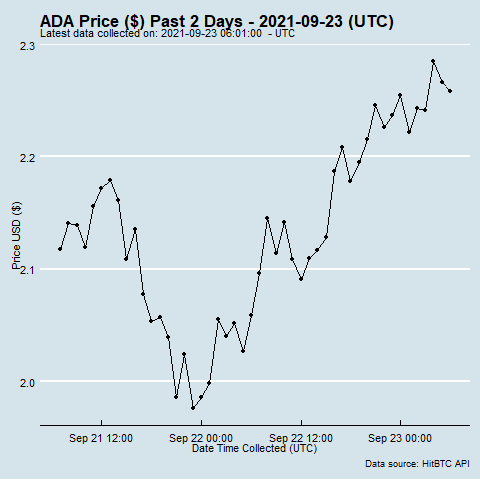 ADA Price ($) Past 2 Days - 2021-09-23 (UTC)
Latest data collected on: 2021-09-23 06:01:00  - UTC
2.3
2.2
2.1
2.0
Price USD ($)
Sep 21 12:00
Sep 22 00:00
Sep 22 12:00
Sep 23 00:00
Date Time Collected (UTC)
Data source: HitBTC API